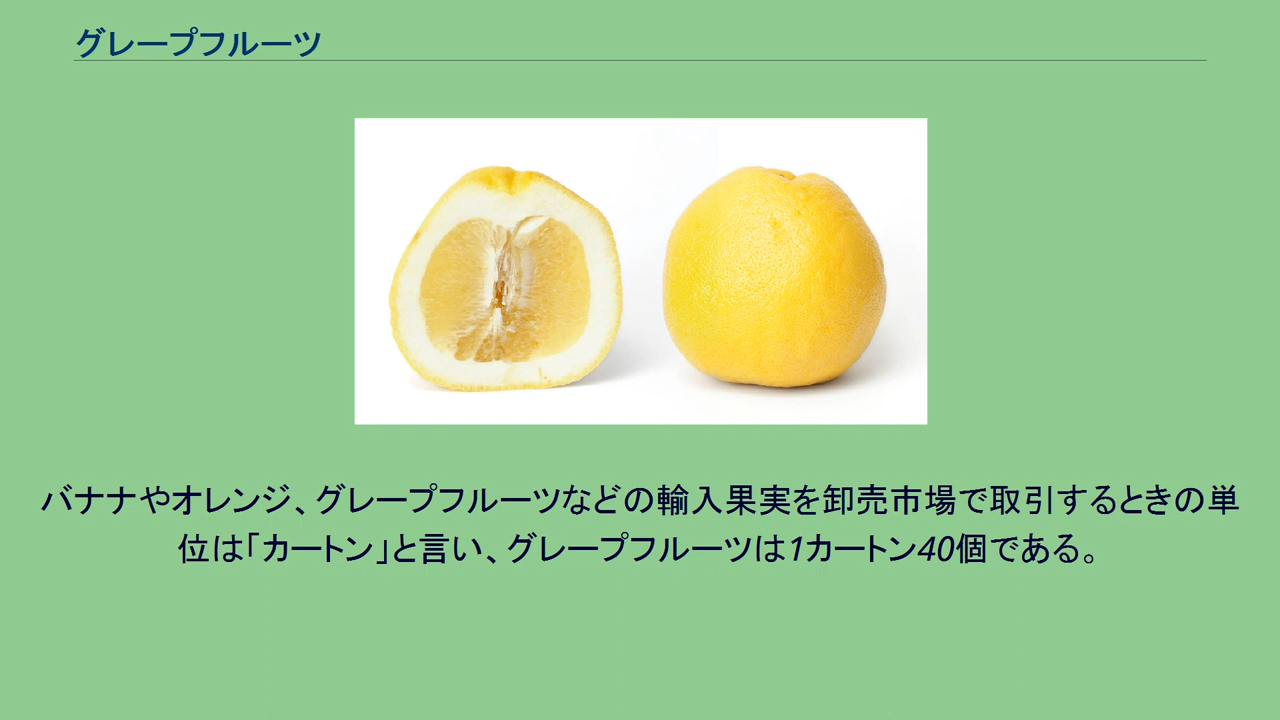 グレープフルーツ
バナナやオレンジ、グレープフルーツなどの輸入果実を卸売市場で取引するときの単
位は「カートン」と言い、グレープフルーツは1カートン40個である。